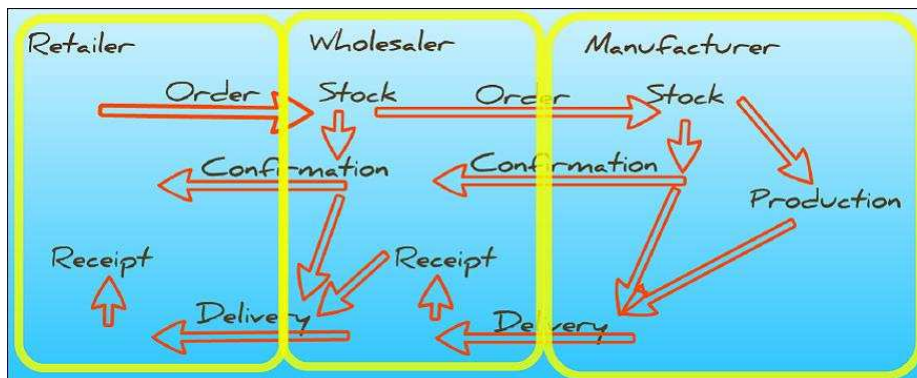 Retailer
Wholesaler
Manufacturer
Order
Stock
Order
Stock
Confirmation
Confirmation
Production
Receipt
Receipt
Delivery
Delivery